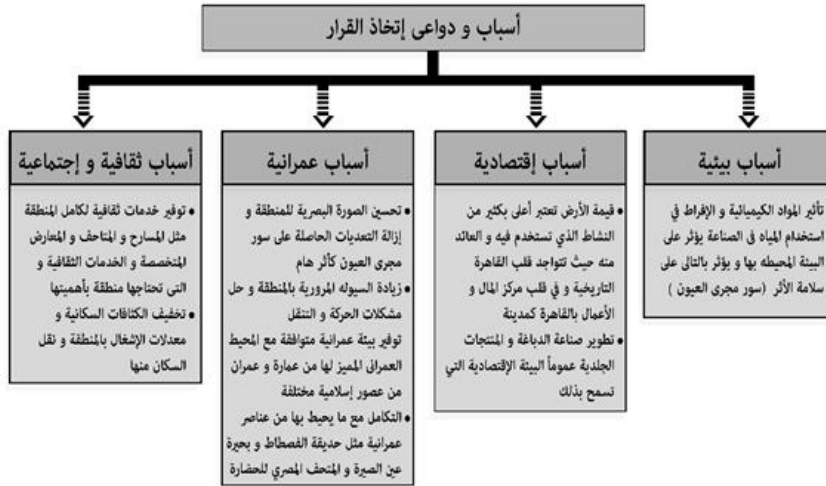 أسباب و دواعى إتخاذ القرار
أسباب بيئية
تأثير المواد الكيميائية و الإفراط في
استخدام المياه فى الصناعة يؤثر على
البيئة المحيطه بها و يؤثر بالتالى على
سلامة الأثر (سور مجرى العيون )
أسباب إقتصادية
• قيمة الأرض تعتبر أعلى بكثير من
النشاط الذي تستخدم فيه و العائد
منه حيث تتواجد قلب القاهرة
التاريخية و في قلب مركز المال و
الأعمال بالقاهرة كمدينة
• تطوير صناعة الدباغة و المنتجات
الجلدية عموماً البيئة الإقتصادية التي
تسمح بذلك
أسباب عمرانية
• تحسين الصورة البصرية للمنطقة و
إزالة التعديات الحاصلة على سور
مجرى العيون كأثر هام
• زيادة السيوله المرورية بالمنطقة و حل
مشكلات الحركة و التنقل
توفير بيئة عمرانية متوافقة مع المحيط
العمرانى المميز لها من عمارة و عمران
من عصور إسلامية مختلفة
• التكامل مع ما يحيط بها من عناصر
عمرانية مثل حديقة الفسطاط و بحيرة
عين الصيرة و المتحف المصري للحضارة
أسباب ثقافية و إجتماعية
• توفير خدمات ثقافية لكامل المنطقة
مثل المسارح و المتاحف و المعارض
المتخصصة و الخدمات الثقافية و
التي تحتاجها منطقة بأهميتها
• تخفيف الكثافات السكانية و
معدلات الإشغال بالمنطقة و نقل
السكان منها